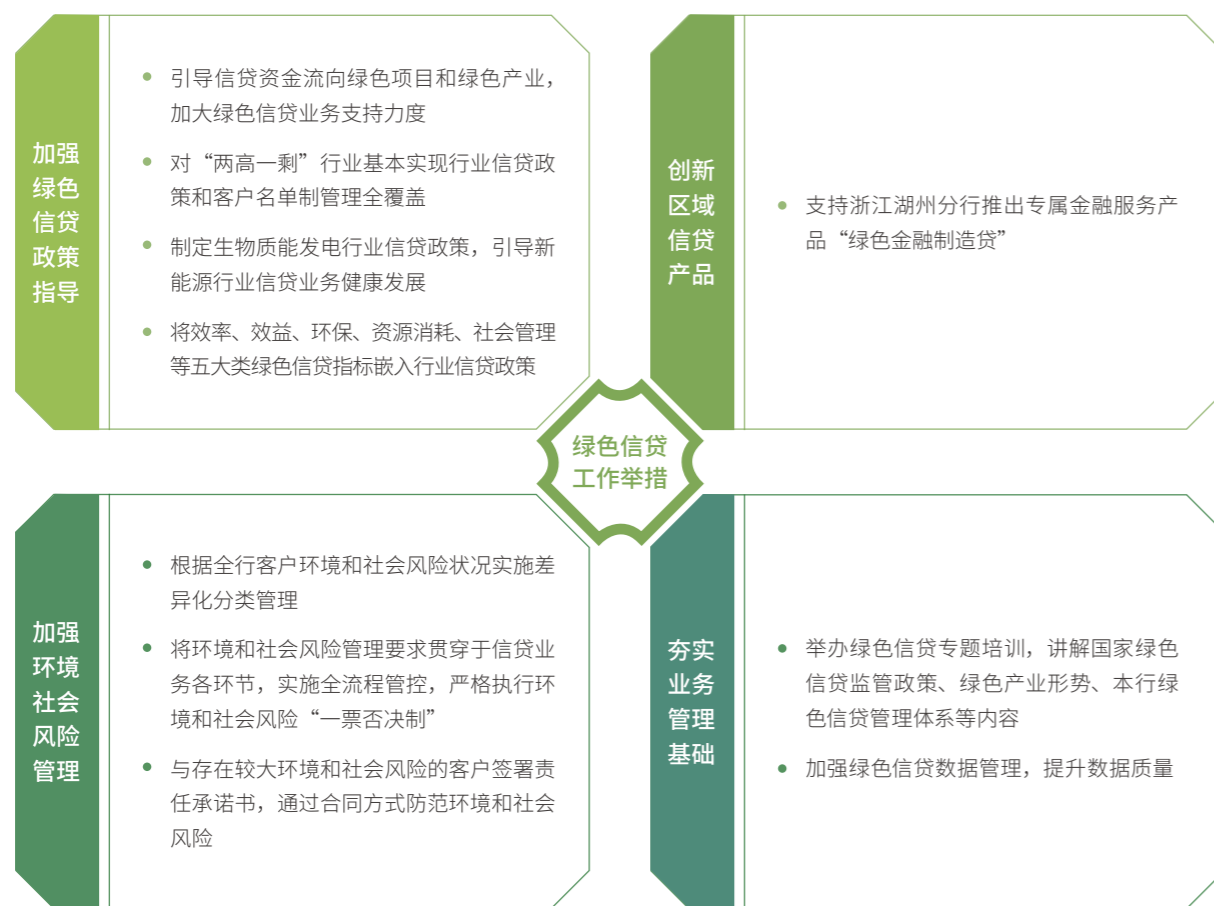 加强
绿色
信贷
政策
指导
引导信贷资金流向绿色项目和绿色产业，
加大绿色信贷业务支持力度
对“两高一剩”行业基本实现行业信贷政
策和客户名单制管理全覆盖
制定生物质能发电行业信贷政策，引导新
能源行业信贷业务健康发展
将效率、效益、环保、资源消耗、社会管理
等五大类绿色信贷指标嵌入行业信贷政策
创新
区域
信贷
产品
支持浙江湖州分行推出专属金融服务产
品“绿色金融制造贷”
绿色信贷
工作举措
加强
环境
社会
风险
管理
根据全行客户环境和社会风险状况实施差
异化分类管理
将环境和社会风险管理要求贯穿于信贷业
务各环节，实施全流程管控，严格执行环
境和社会风险“一票否决制”
与存在较大环境和社会风险的客户签署责
任承诺书，通过合同方式防范环境和社会
风险
夯实
业务
管理
基础
举办绿色信贷专题培训，讲解国家绿色
信贷监管政策、绿色产业形势、本行绿
色信贷管理体系等内容
加强绿色信贷数据管理，提升数据质量